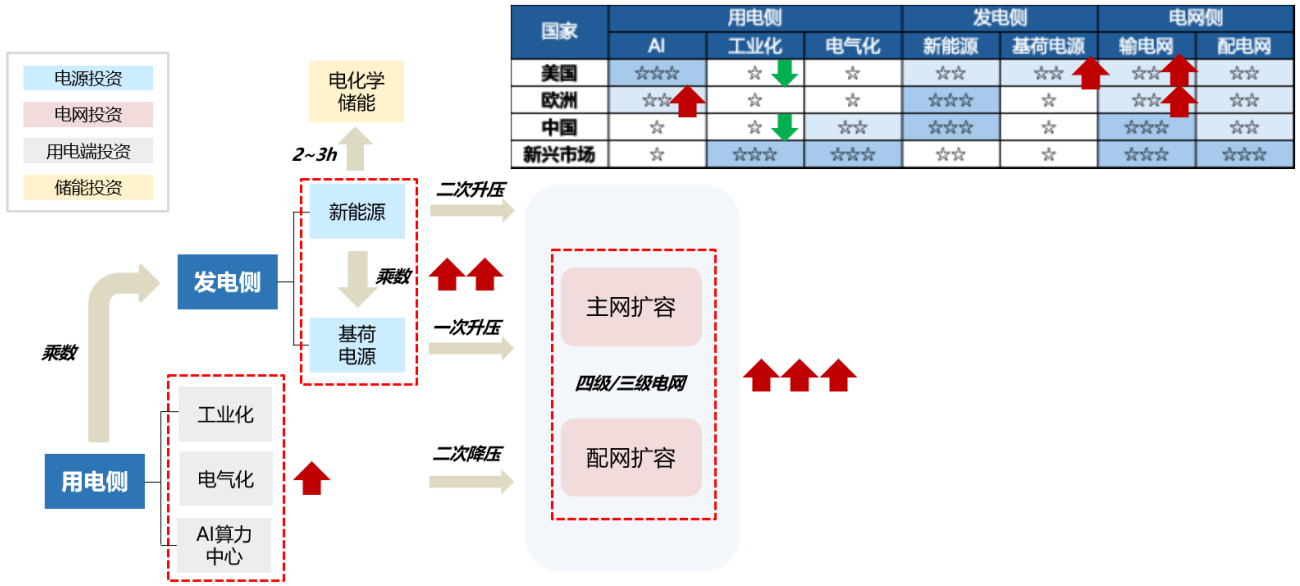 国家 用电侧 发电侧 电网侧
AI 工业化 电气化 新能源 基荷电源 输电网 配电网
美国 ☆☆☆ ☆ ☆ ☆☆ ☆☆ ☆☆ ☆☆
欧洲 ☆☆ ☆ ☆ ☆☆☆ ☆ ☆☆ ☆☆
中国 ☆ ☆ ☆☆ ☆☆☆ ☆ ☆☆☆ ☆☆
新兴市场 ☆ ☆☆☆ ☆☆☆ ☆☆ ☆ ☆☆☆ ☆☆☆
电源投资
电网投资
用电端投资
储能投资
电化学
储能
2~3h
新能源
二次升压
发电侧
乘数
基荷
电源
一次升压
主网扩容
四级/三级电网
配网扩容
乘数
工业化
用电侧
电气化
二次降压
AI算力
中心